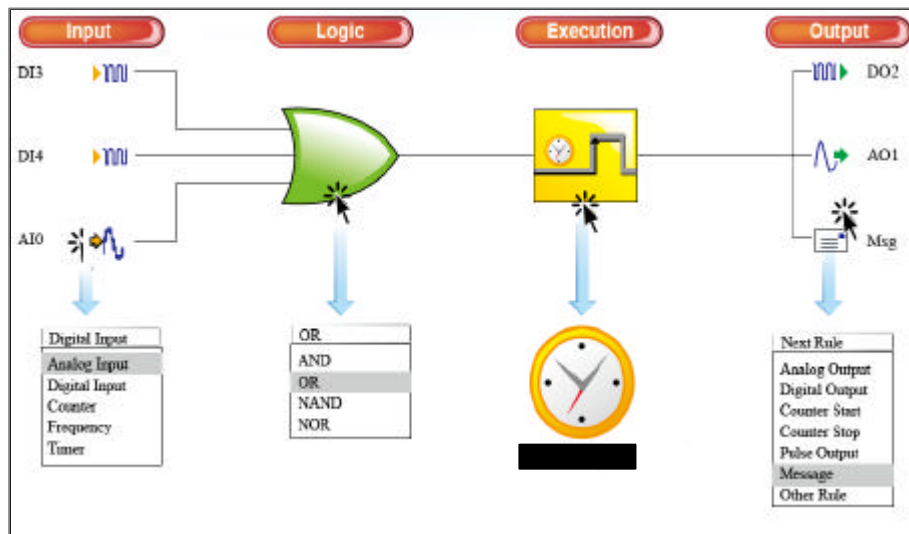 Input
Logic
Execution
Output
DI3
DI4
AI0
DO2
AO1
Msg
Digital Input
Analog Input
Digital Input
Counter
Frequency
Timer
OR
AND
OR
NAND
NOR
Next Rule
Analog Output
Digital Output
Counter Start
Counter Stop
Pulse Output
Message
Other Rule